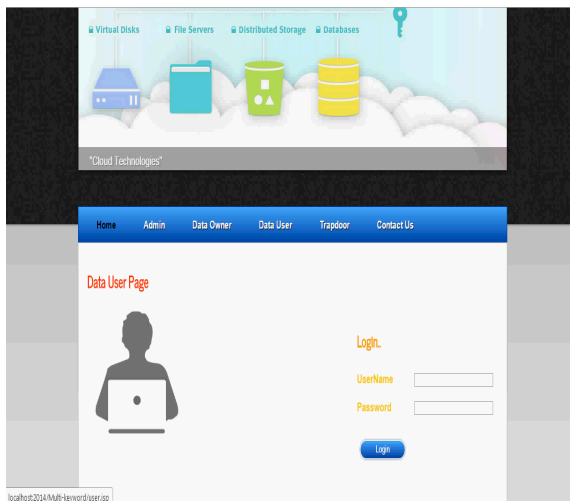 Virtual Disks File Servers Distributed Storage Databases
"Cloud Technologies"
Home Admin Data Owner Data User Trapdoor Contact Us
Data User Page
Login..
UserName
Password
Login
localhost:2014/Multi-keyword/user.jsp